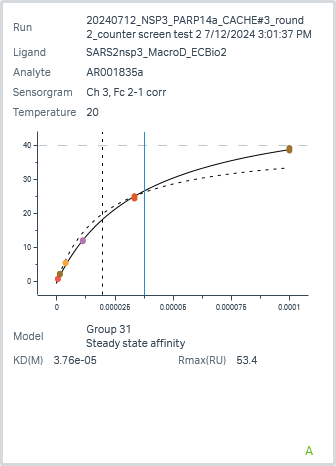 Run 20240712_NSP3_PARP14a_CACHE#3_round
2_counter screen test 2 7/12/2024 3:01:37 PM
Ligand SARS2nsp3_MacroD_ECBio2
Analyte AR001835a
Sensorgram Ch 3, Fc 2-1 corr
Temperature 20
40
30
20
10
0
0 0.000025 0.00005 0.000075 0.0001
Model Group 31
Steady state affinity
KD(M) 3.76e-05 Rmax(RU) 53.4
A